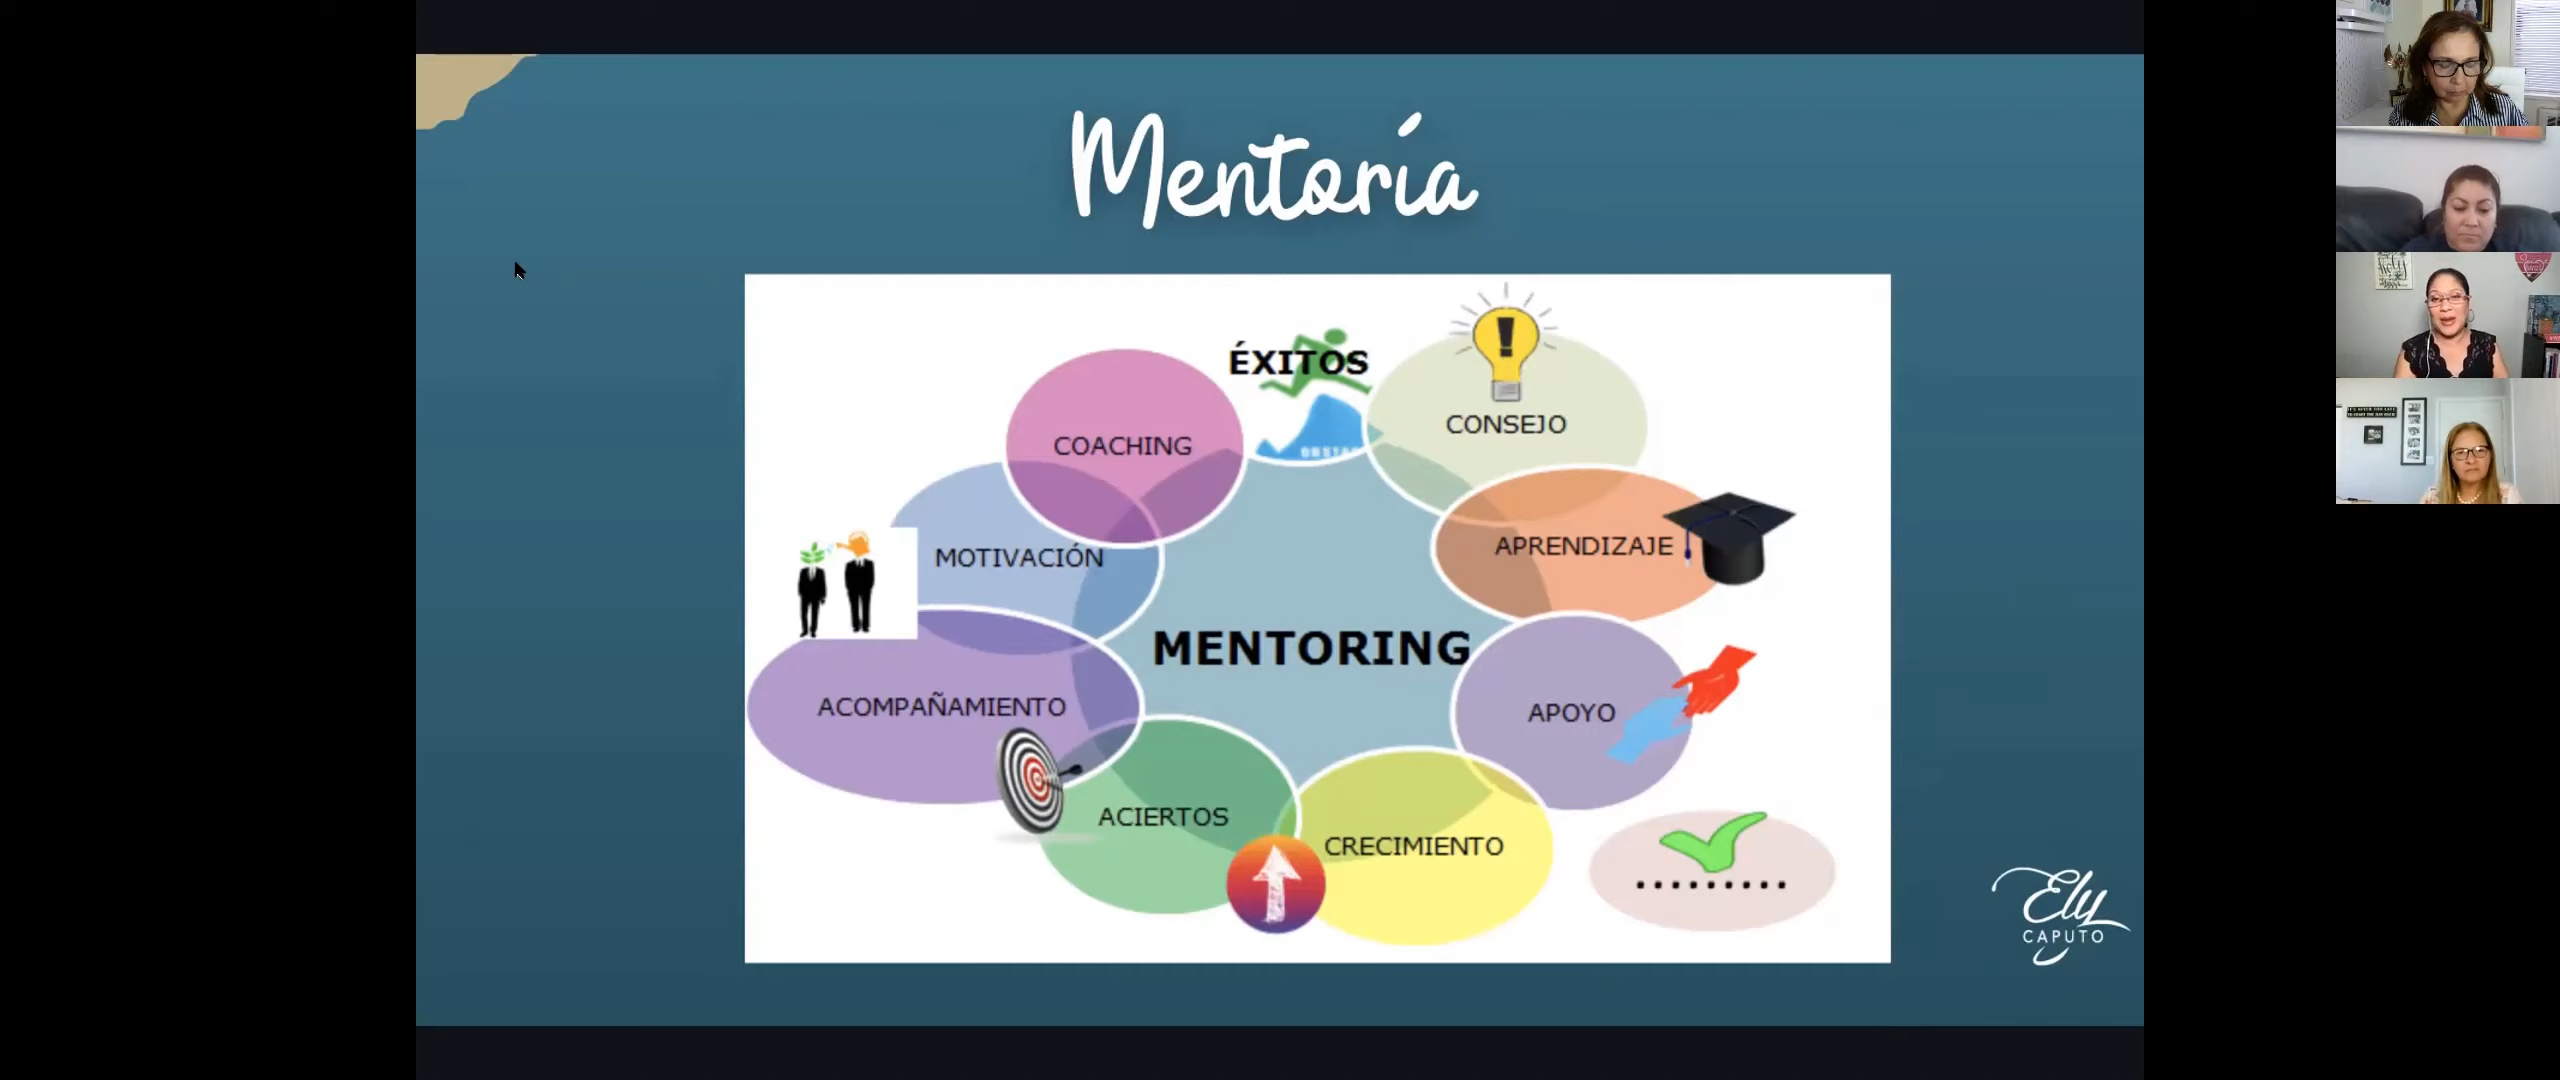 Mentoría
ÉXITOS
CONSEJO
COACHING
APRENDIZAJE
MOTIVACIÓN
MENTORING
ACOMPAÑAMIENTO
APOYO
ACIERTOS
CRECIMIENTO
.........
Ely
CAPUTO